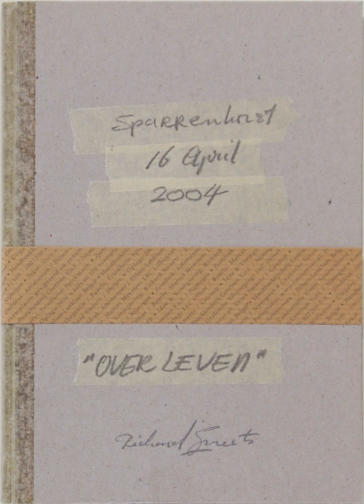 Sparrenhorst
16 April
2004
"OVER LEVEN"
Richard Smeets